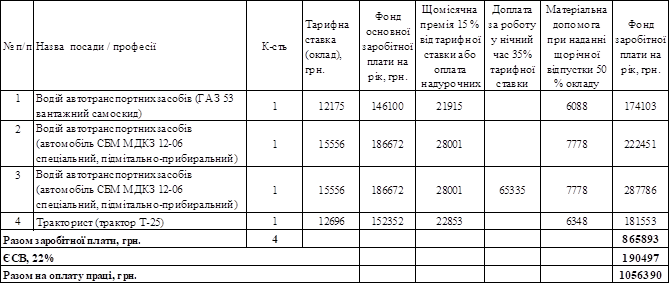 № п/п Назва посади / професії К-сть Тарифна ставка (оклад), грн. Фонд основної заробітної плати на рік, грн. Щомісячна премія 15 % від тарифної ставки або оплата надурочних Доплата за роботу у нічний час 35% тарифної ставки Матеріальна допомога при наданні щорічної відпустки 50 % окладу Фонд заробітної плати на рік, грн.
1 Водій автотранспортних засобів (ГАЗ 53 вантажний самоскид) 1 12175 146100 21915 6088 174103
2 Водій автотранспортних засобів (автомобіль СБМ МДКЗ 12-06 спеціальний, підмітально-прибиральний) 1 15556 186672 28001 7778 222451
3 Водій автотранспортних засобів (автомобіль СБМ МДКЗ 12-06 спеціальний, підмітально-прибиральний) 1 15556 186672 28001 65335 7778 287786
4 Тракторист (трактор Т-25) 1 12696 152352 22853 6348 181553
Разом заробітної плати, грн. 4 865893
ЄСВ, 22% 190497
Разом на оплату праці, грн. 1056390